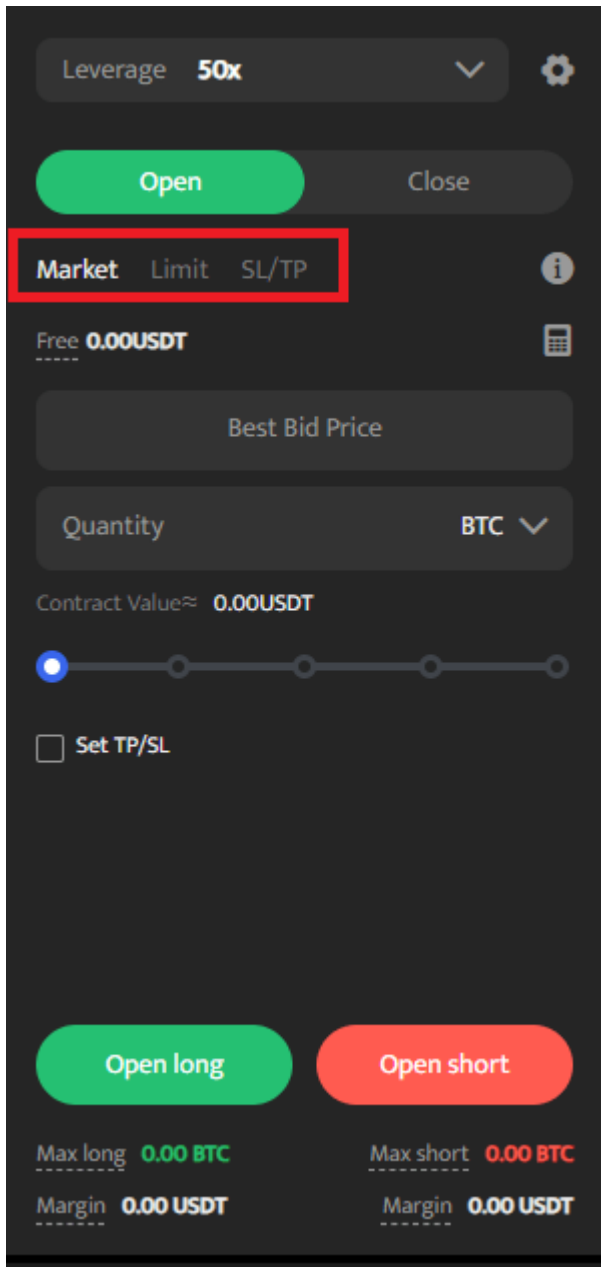 Leverage 50x
Open Close
Market Limit SL/TP
Free 0.00USDT
Best Bid Price
Quantity BTC
Contract Value≈ 0.00USDT
Set TP/SL
Open long Open short
Max long 0.00 BTC Max short 0.00 BTC
Margin 0.00 USDT Margin 0.00 USDT